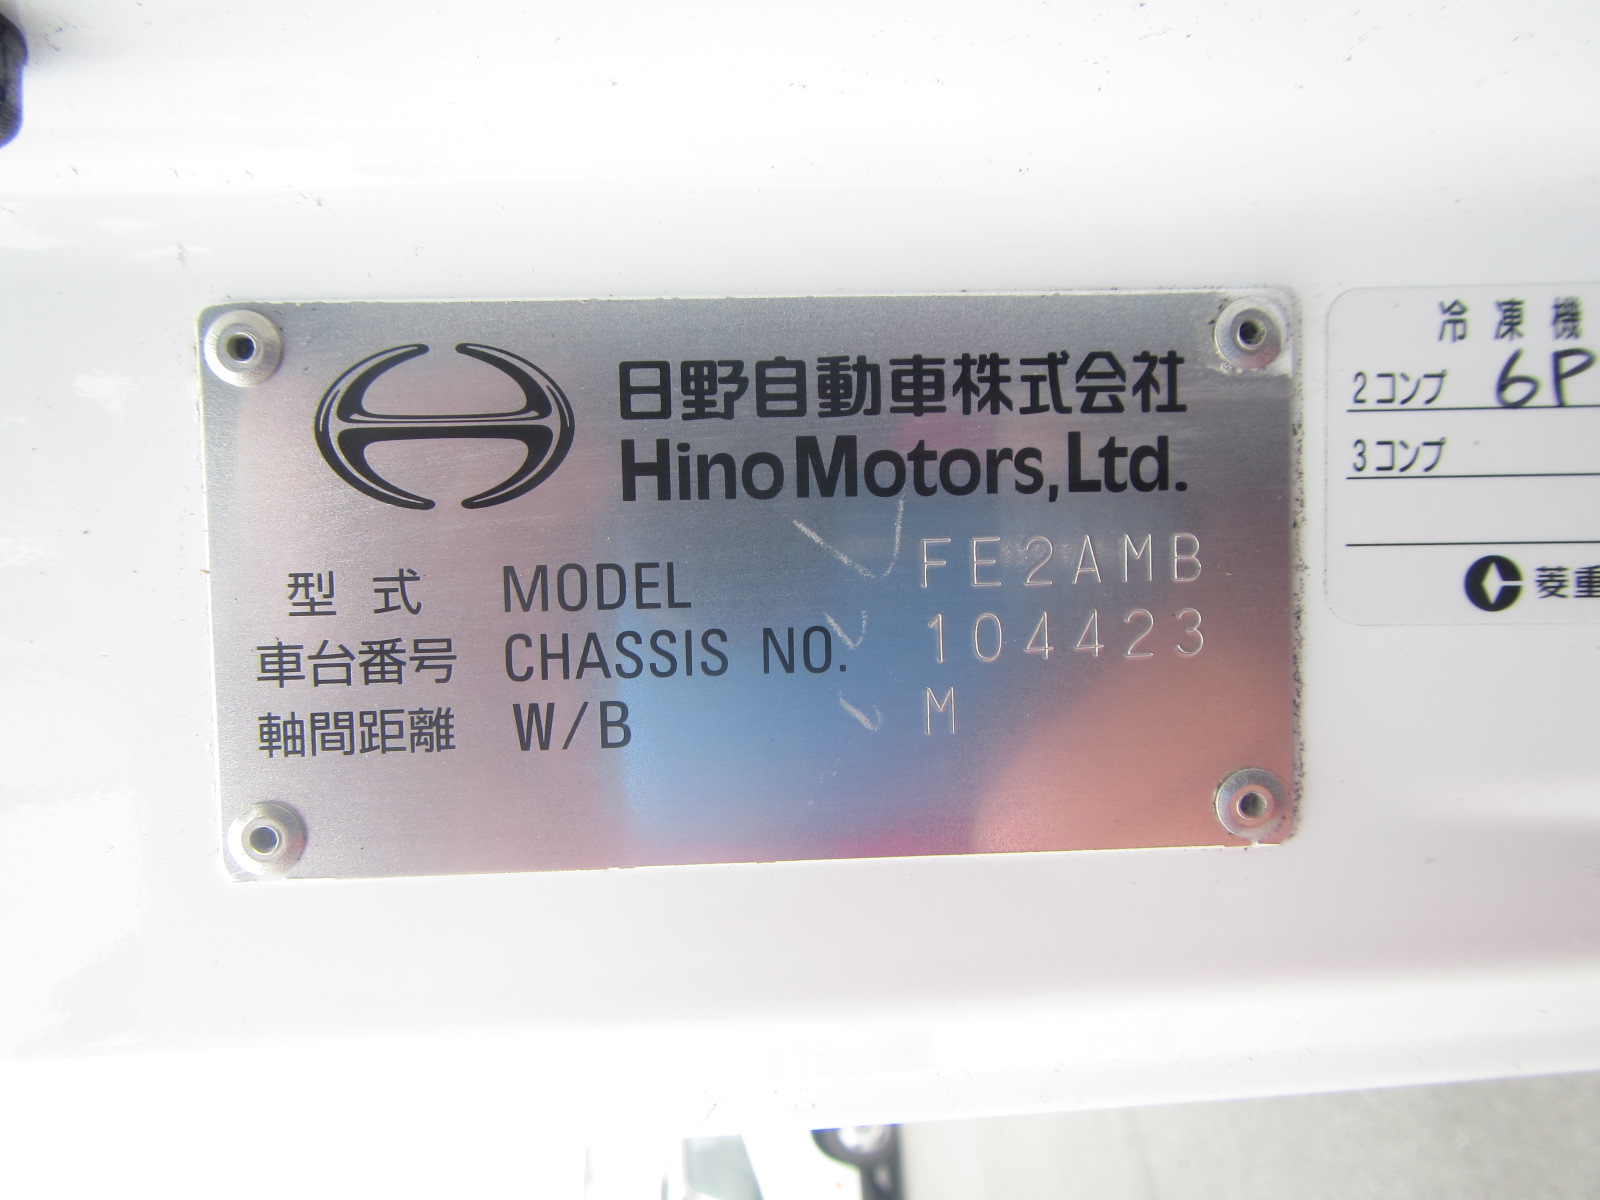 日野自動車株式会社
Hino Motors, Ltd.
型式 MODEL FE2AMB
車台番号 CHASSIS NO. 104423
軸間距離 W/B M
冷凍機
2コンプ 6P
3コンプ
菱重